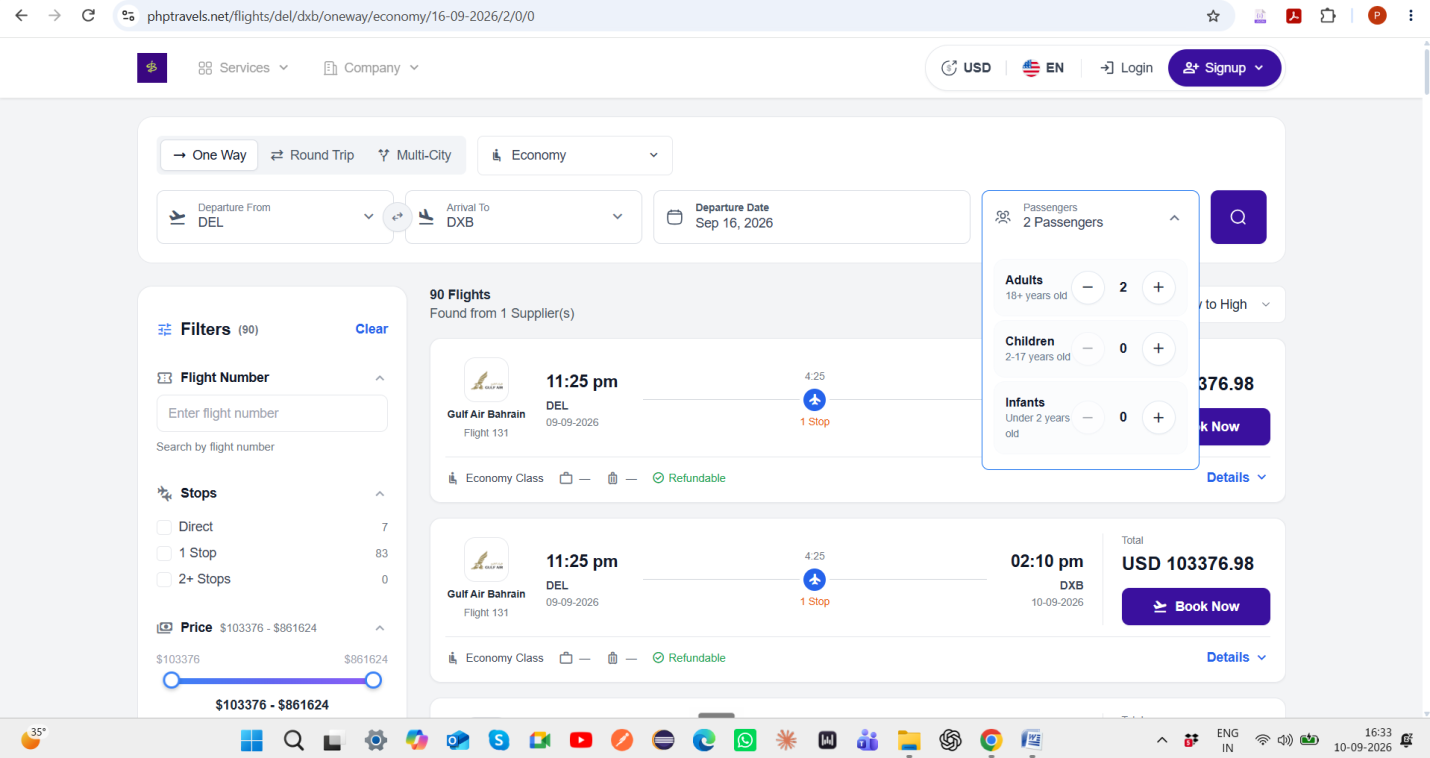 phptravels.net/flights/del/dxb/oneway/economy/16-09-2026/2/0/0
P
Services
Company
USD
EN
Login
Signup
One Way
Round Trip
Multi-City
Economy
Departure From
DEL
Arrival To
DXB
Departure Date
Sep 16, 2026
Passengers
2 Passengers
Adults
18+ years old
2
Children
2-17 years old
0
Infants
Under 2 years
old
0
Filters (90)
Clear
Flight Number
Enter flight number
Search by flight number
Stops
Direct 7
1 Stop 83
2+ Stops 0
Price $103376 - $861624
$103376 $861624
$103376 - $861624
90 Flights
Found from 1 Supplier(s)
to High
Gulf Air Bahrain
Flight 131
11:25 pm
DEL
09-09-2026
4:25
1 Stop
376.98
Now
Economy Class — — Refundable
Details
GULF AIR
Gulf Air Bahrain
Flight 131
11:25 pm
DEL
09-09-2026
4:25
1 Stop
02:10 pm
DXB
10-09-2026
Total
USD 103376.98
Book Now
Economy Class — — Refundable
Details
35°
ENG
IN
16:33
10-09-2026